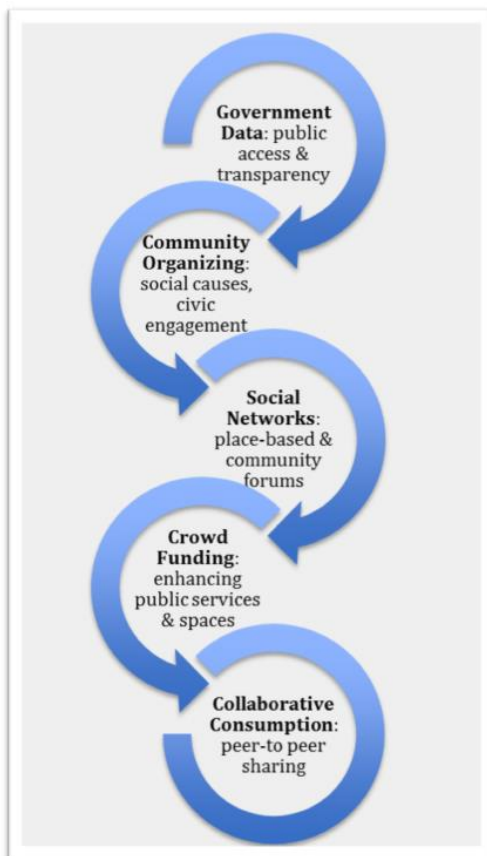 Government
Data: public
access &
transparency
Community
Organizing:
social causes,
civic
engagement
Social
Networks:
place-based &
community
forums
Crowd
Funding:
enhancing
public services
& spaces
Collaborative
Consumption:
peer-to peer
sharing